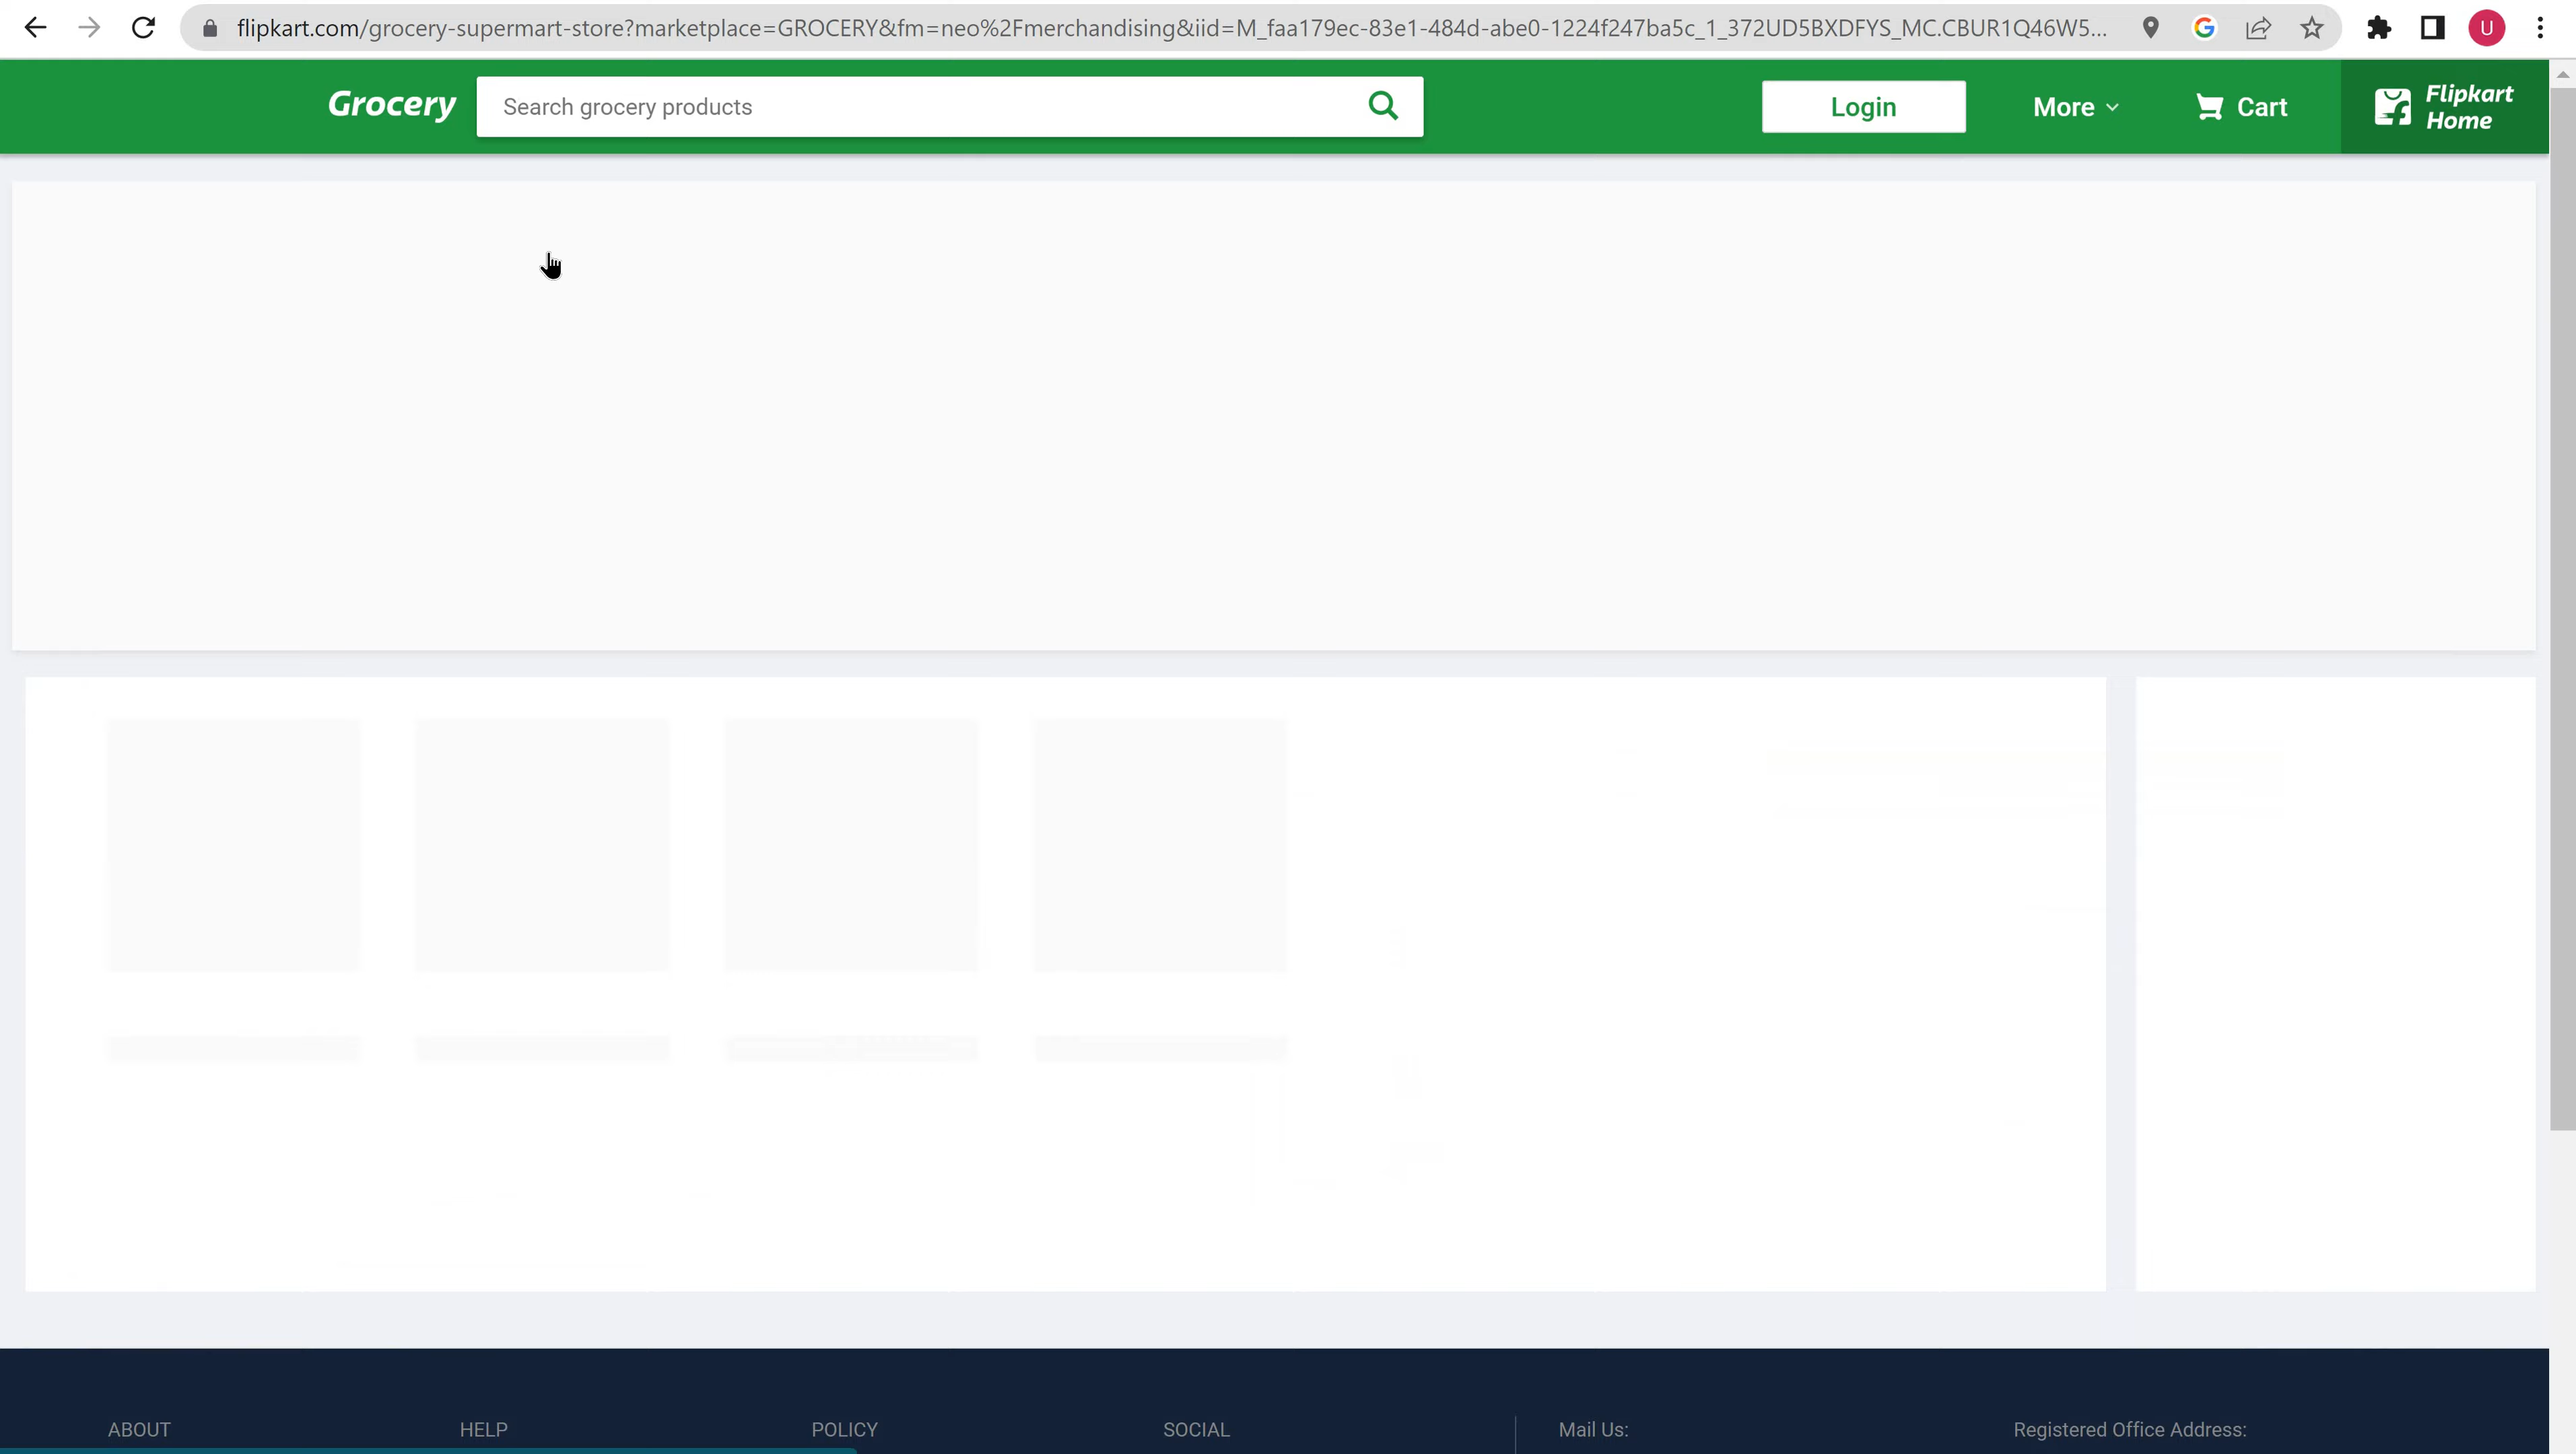 flipkart.com/grocery-supermart-store?marketplace=GROCERY&fm=neo%2Fmerchandising&iid=M_faa179ec-83e1-484d-abe0-1224f247ba5c_1_372UD5BXDFYS_MC.CBUR1Q46W5...
U
Grocery
Search grocery products
Login
More
Cart
Flipkart
Home
ABOUT
HELP
POLICY
SOCIAL
Mail Us:
Registered Office Address: